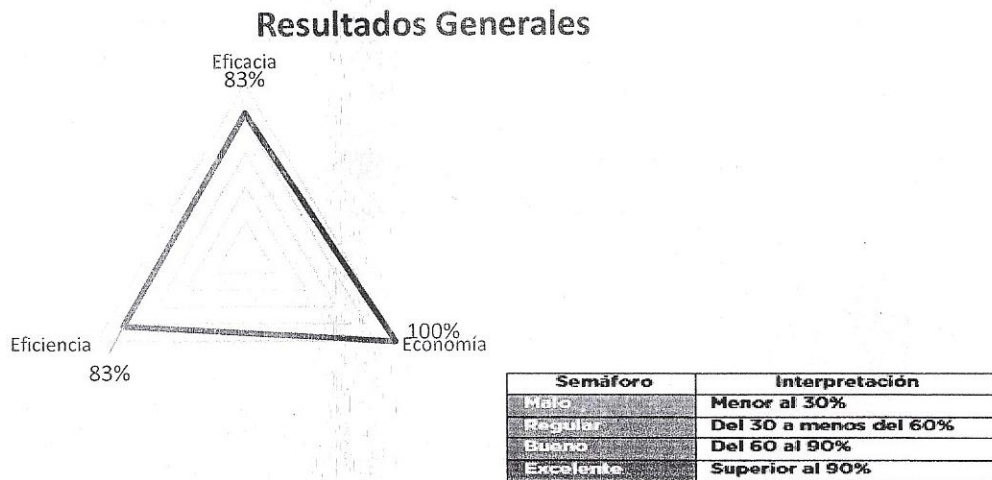 Resultados Generales
Eficacia
83%
100%
Economía
Eficiencia
83%
Semáforo Interpretación
Malo Menor al 30%
Regular Del 30 a menos del 60%
Bueno Del 60 al 90%
Excelente Superior al 90%